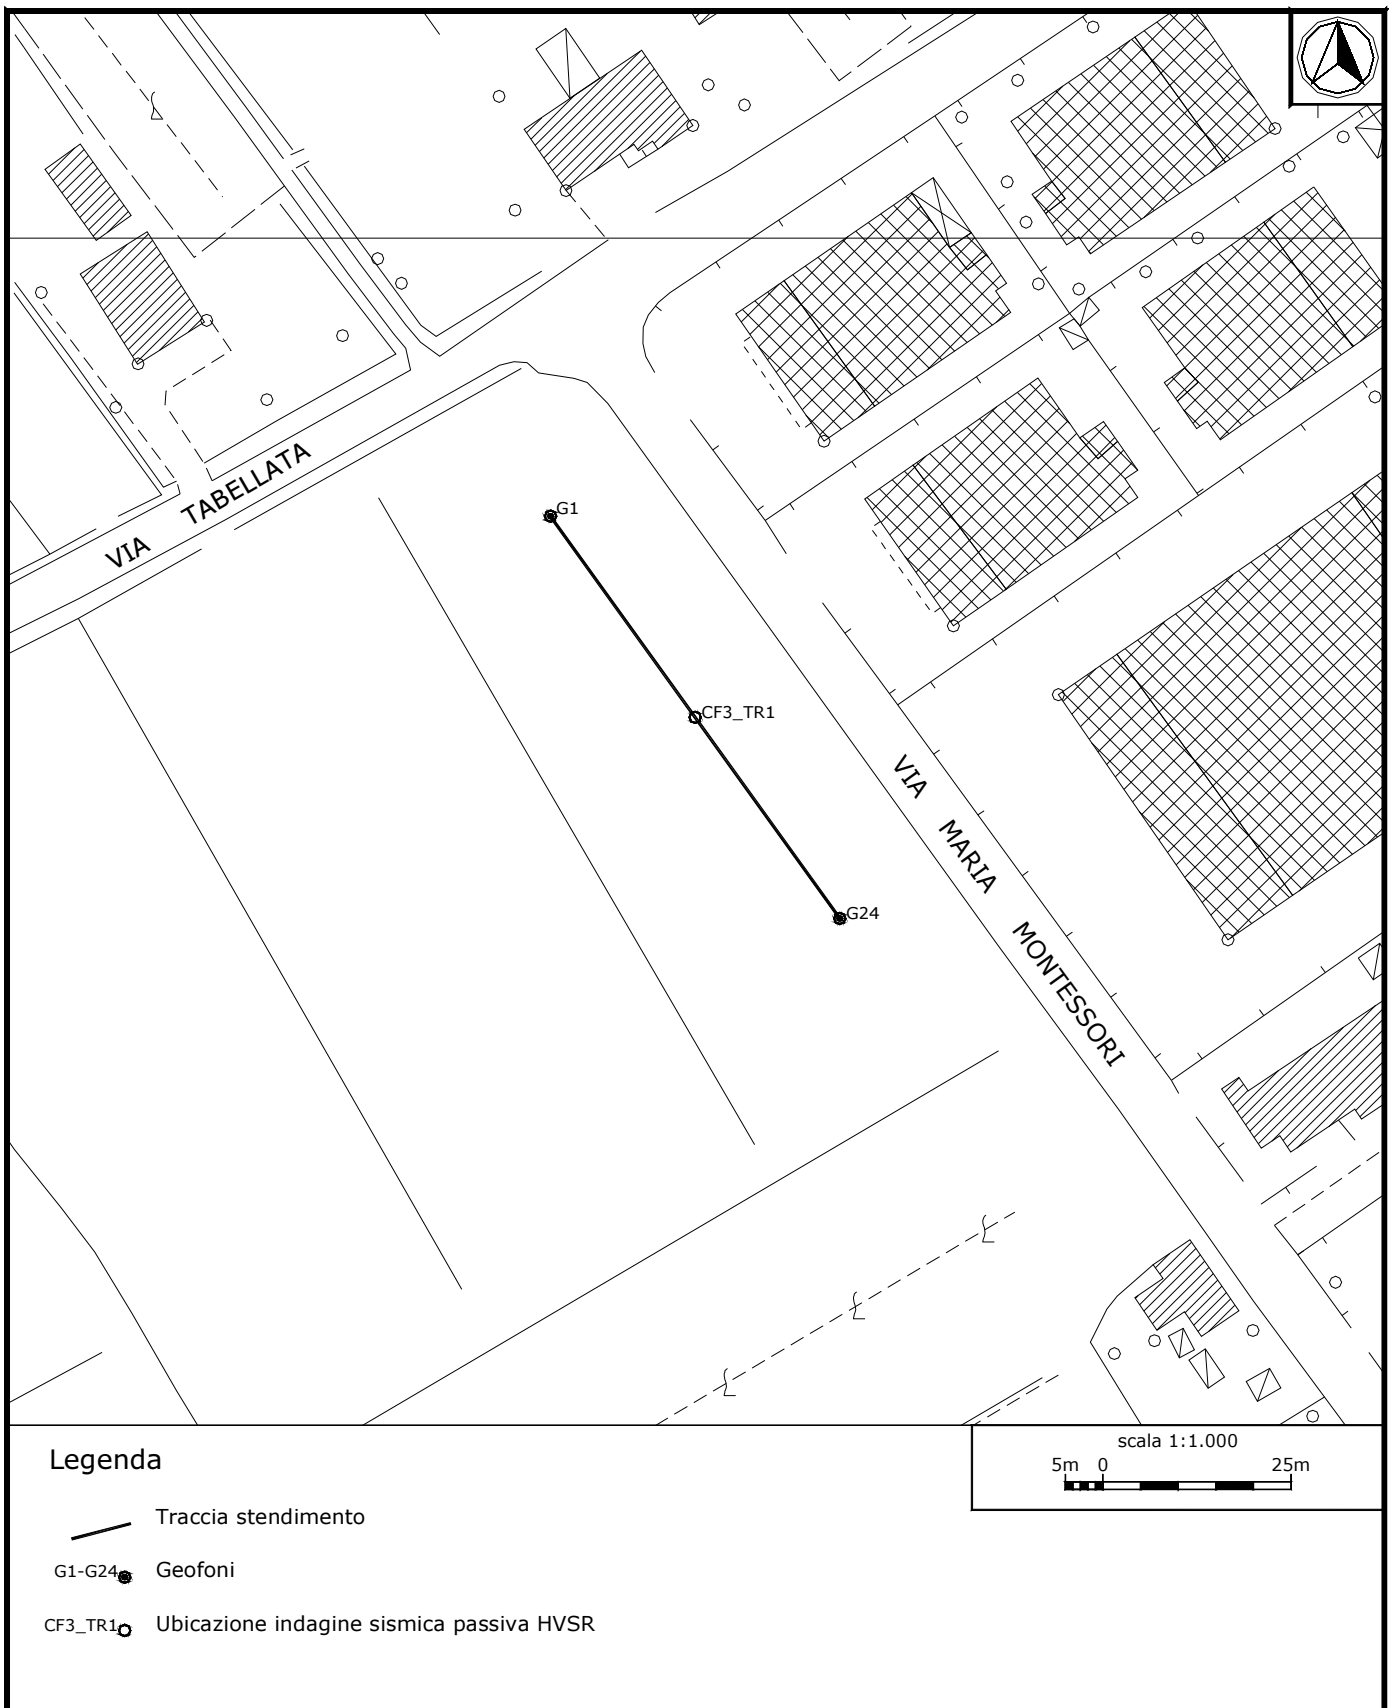 G1
VIA TABELLATA
CF3_TR1
VIA MARIA MONTESSORI
G24
Legenda
scala 1:1.000
5m 0 25m
Traccia stendimento
G1-G24 Geofoni
CF3_TR1 Ubicazione indagine sismica passiva HVSR